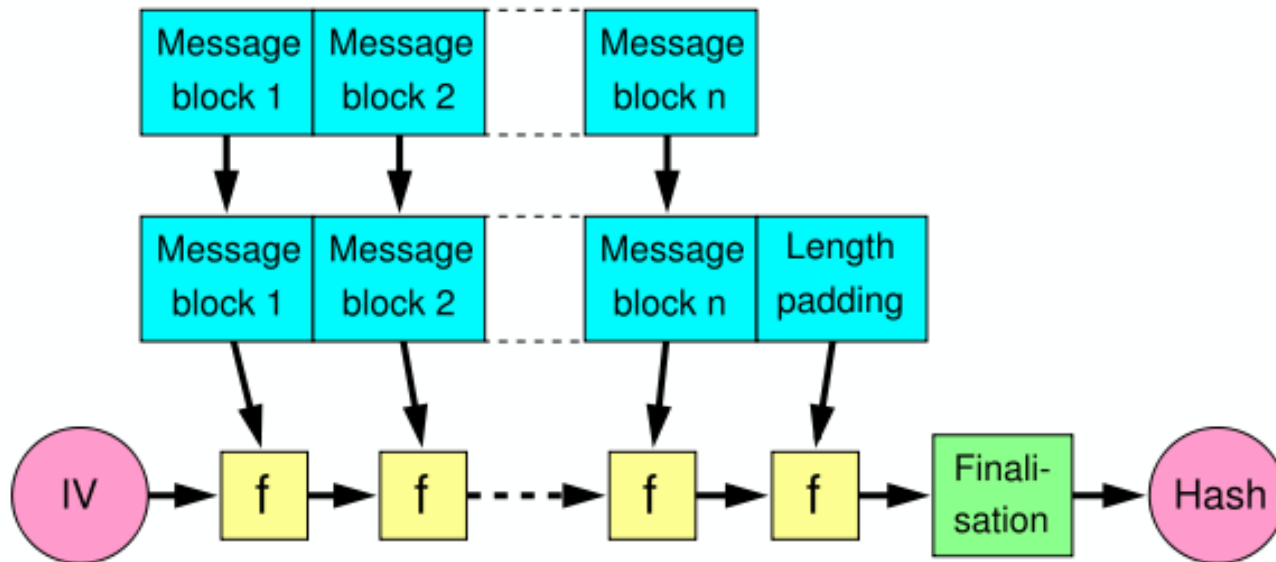 Message
block 1
Message
block 2
Message
block n
Message
block 1
Message
block 2
Message
block n
Length
padding
IV
f
f
f
f
Finali-
sation
Hash